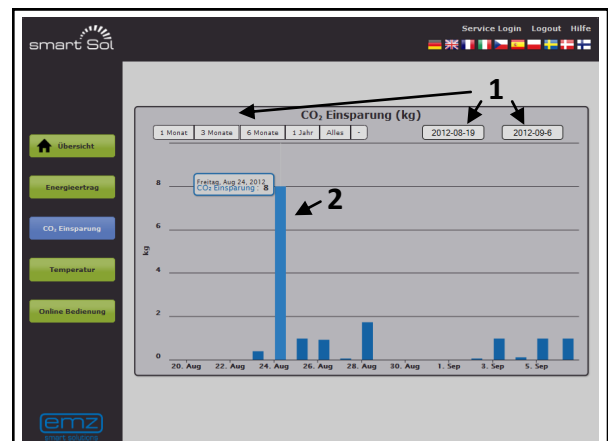 Service Login Logout Hilfe
smart Sol
1
CO₂ Einsparung (kg)
1 Monat 3 Monate 6 Monate 1 Jahr Alles - 2012-08-19 2012-09-6
Übersicht
Energieertrag
CO₂ Einsparung
Temperatur
Online Bedienung
Freitag, Aug 24, 2012
CO₂ Einsparung : 8
2
kg
8
6
4
2
0
20. Aug 22. Aug 24. Aug 26. Aug 28. Aug 30. Aug 1. Sep 3. Sep 5. Sep
emz
smart solutions